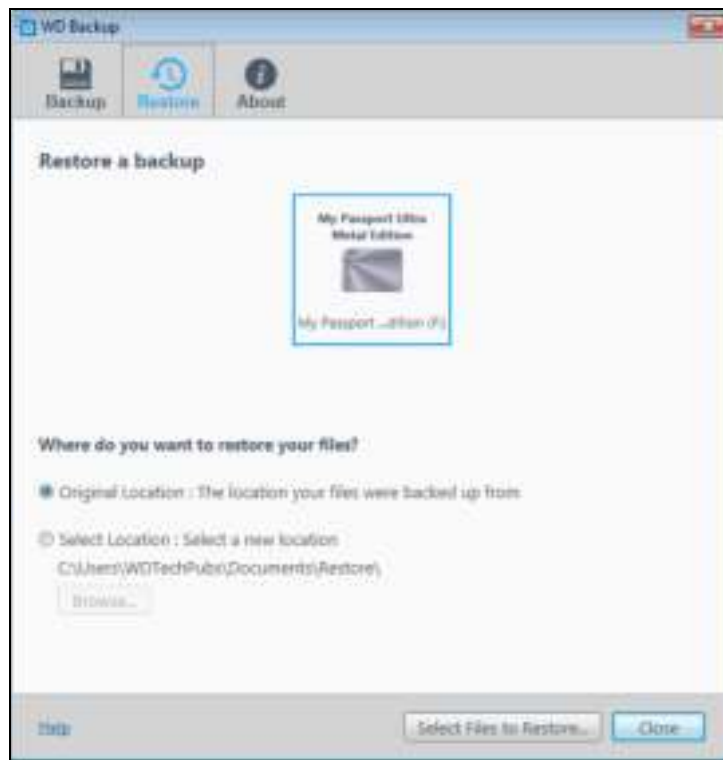 WD Backup
Backup
Restore
About
Restore a backup
My Passport Ultra
Metal Edition
My Passport ...dition (F:)
Where do you want to restore your files?
Original Location : The location your files were backed up from
Select Location : Select a new location
C:\Users\WDTechPubs\Documents\Restore\
Browse...
Help
Select Files to Restore...
Close